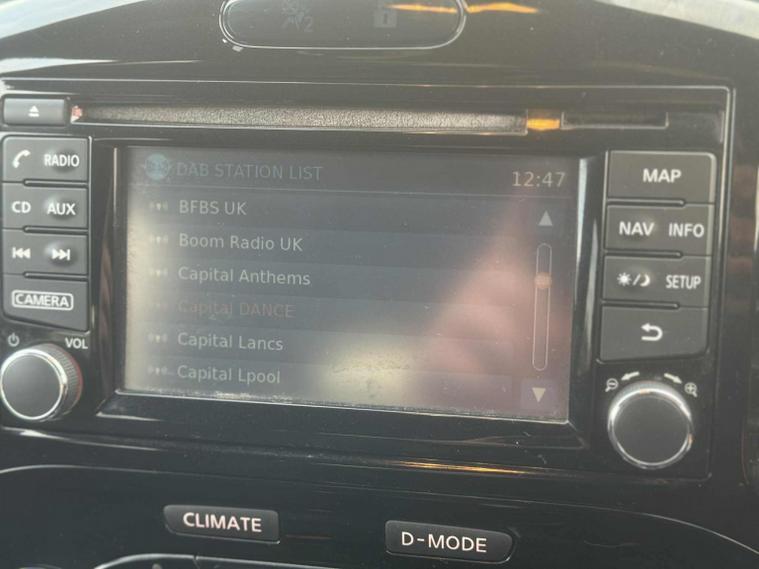 2
RADIO
CD AUX
CAMERA
VOL
DAB STATION LIST
12:47
BFBS UK
Boom Radio UK
Capital Anthems
Capital DANCE
Capital Lancs
Capital Lpool
MAP
NAV INFO
SETUP
CLIMATE
D-MODE